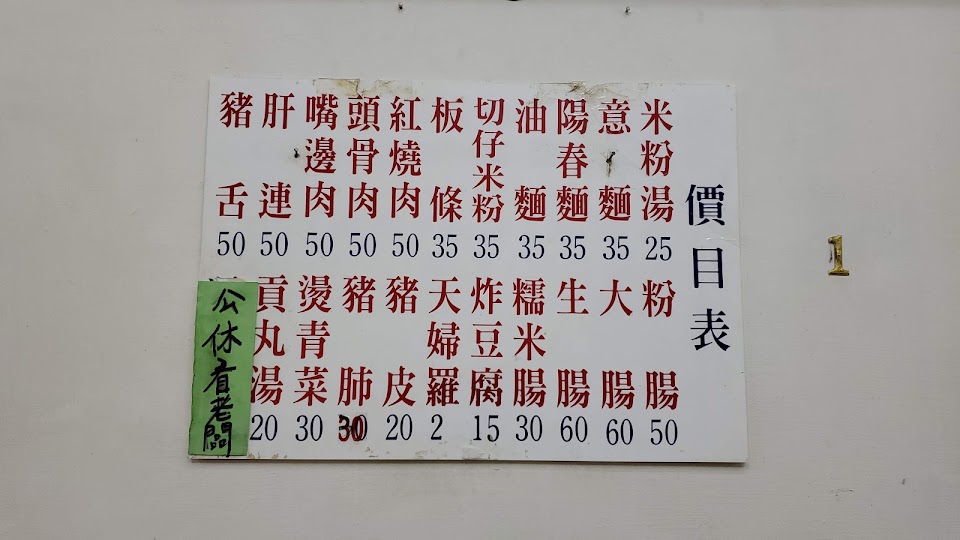 價目表
米粉湯 25
意麵 35
陽春麵 35
油麵 35
切仔米粉 35
板條 35
紅燒肉 50
頭骨肉 50
嘴邊肉 50
肝連 50
豬舌 50
粉腸 50
大腸 60
生腸 60
糯米腸 30
炸豆腐 15
天婦羅 2
豬皮 20
豬肺 30
燙青菜 30
貢丸湯 20
公休看老闆
1